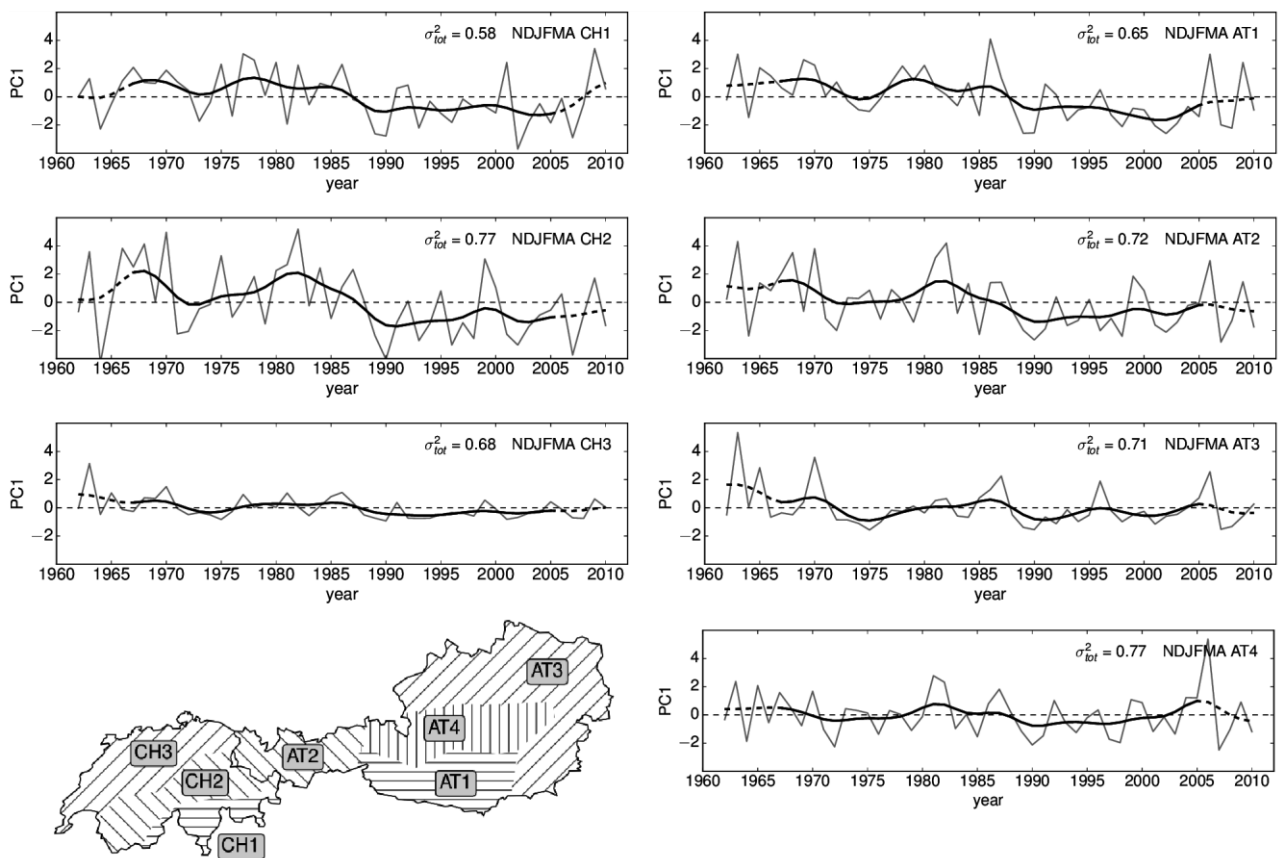 σ²tot = 0.58 NDJFMA CH1
PC1
4
2
0
−2
1960 1965 1970 1975 1980 1985 1990 1995 2000 2005 2010
year
σ²tot = 0.65 NDJFMA AT1
PC1
4
2
0
−2
1960 1965 1970 1975 1980 1985 1990 1995 2000 2005 2010
year
σ²tot = 0.77 NDJFMA CH2
PC1
4
2
0
−2
1960 1965 1970 1975 1980 1985 1990 1995 2000 2005 2010
year
σ²tot = 0.72 NDJFMA AT2
PC1
4
2
0
−2
1960 1965 1970 1975 1980 1985 1990 1995 2000 2005 2010
year
σ²tot = 0.68 NDJFMA CH3
PC1
4
2
0
−2
1960 1965 1970 1975 1980 1985 1990 1995 2000 2005 2010
year
σ²tot = 0.71 NDJFMA AT3
PC1
4
2
0
−2
1960 1965 1970 1975 1980 1985 1990 1995 2000 2005 2010
year
AT3
AT4
CH3
AT2
CH2
AT1
CH1
σ²tot = 0.77 NDJFMA AT4
PC1
4
2
0
−2
1960 1965 1970 1975 1980 1985 1990 1995 2000 2005 2010
year